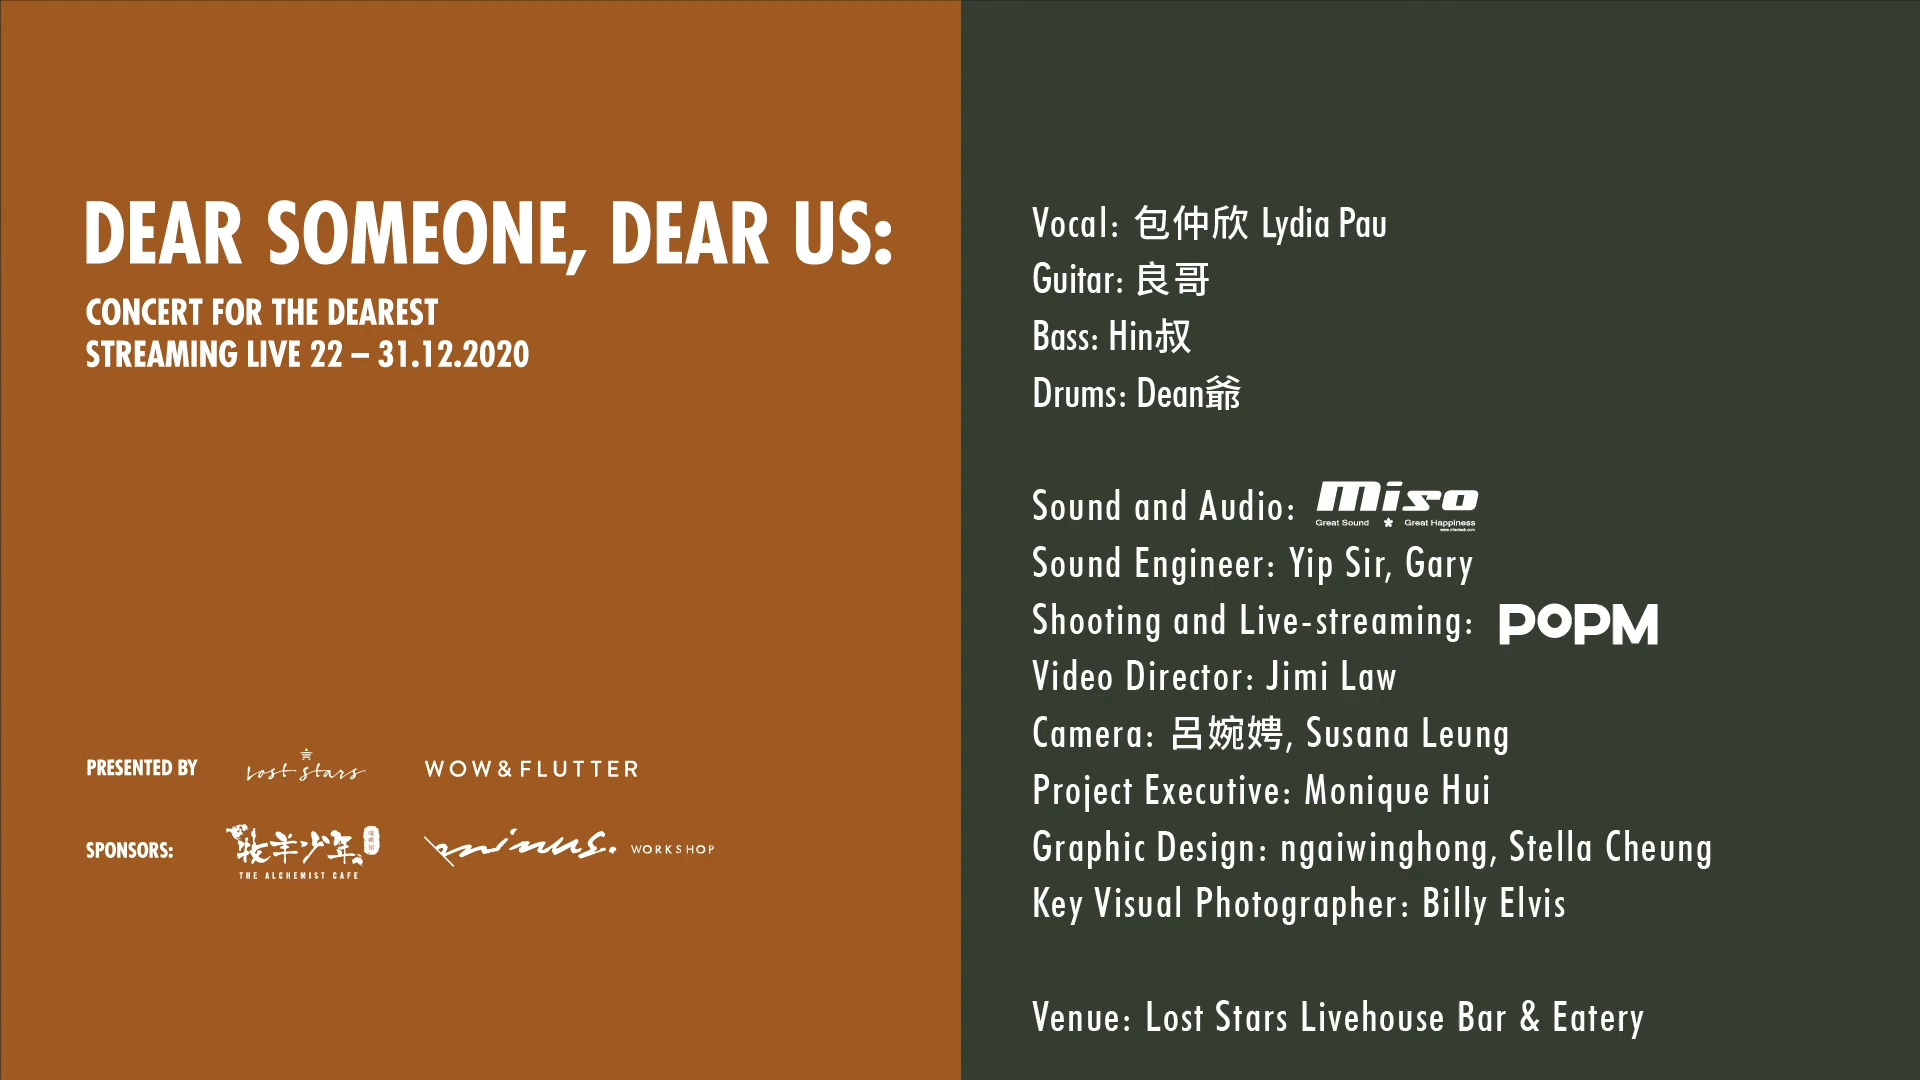 DEAR SOMEONE, DEAR US:
CONCERT FOR THE DEAREST
STREAMING LIVE 22 – 31.12.2020
PRESENTED BY
Lost Stars
WOW&FLUTTER
SPONSORS:
牧羊少年
THE ALCHEMIST CAFE
minus.
WORKSHOP
Vocal: 包仲欣 Lydia Pau
Guitar: 良哥
Bass: Hin叔
Drums: Dean爺
Sound and Audio: miso
Great Sound Great Happiness
Sound Engineer: Yip Sir, Gary
Shooting and Live-streaming: POPM
Video Director: Jimi Law
Camera: 呂婉娉, Susana Leung
Project Executive: Monique Hui
Graphic Design: ngaiwinghong, Stella Cheung
Key Visual Photographer: Billy Elvis
Venue: Lost Stars Livehouse Bar & Eatery